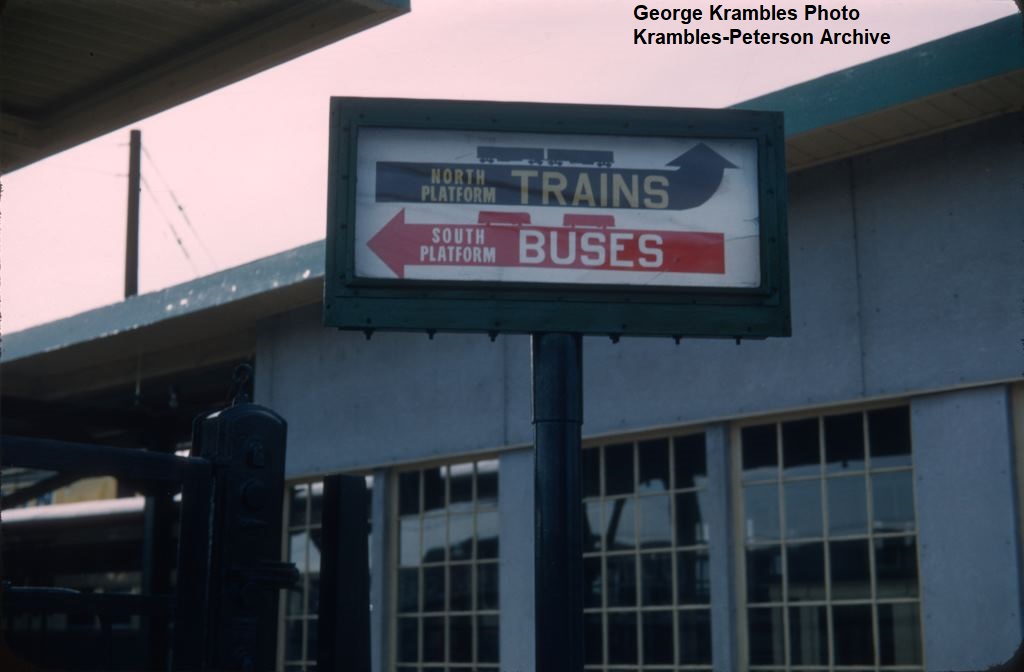 George Krambles Photo
Krambles-Peterson Archive
NORTH
PLATFORM TRAINS
SOUTH
PLATFORM BUSES